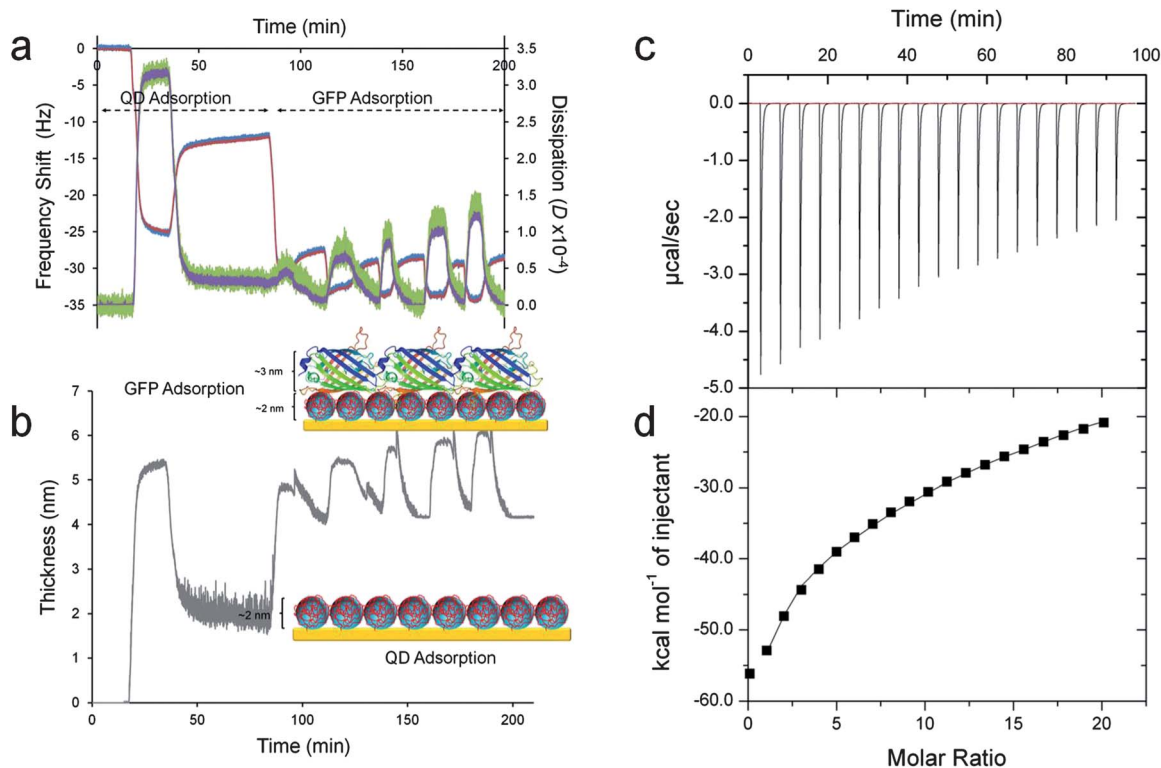 a
Time (min)
0 50 100 150 200
0
-5
-10
-15
-20
-25
-30
-35
Frequency Shift (Hz)
QD Adsorption
GFP Adsorption
3.5
3.0
2.5
2.0
1.5
1.0
0.5
0.0
Dissipation (D x10-4)
b
GFP Adsorption
~3 nm
~2 nm
7
6
5
4
3
2
1
0
Thickness (nm)
~2 nm
QD Adsorption
0 50 100 150 200
Time (min)
c
Time (min)
0 20 40 60 80 100
0.0
-1.0
-2.0
-3.0
-4.0
-5.0
µcal/sec
d
-20.0
-30.0
-40.0
-50.0
-60.0
kcal mol-1 of injectant
0 5 10 15 20
Molar Ratio